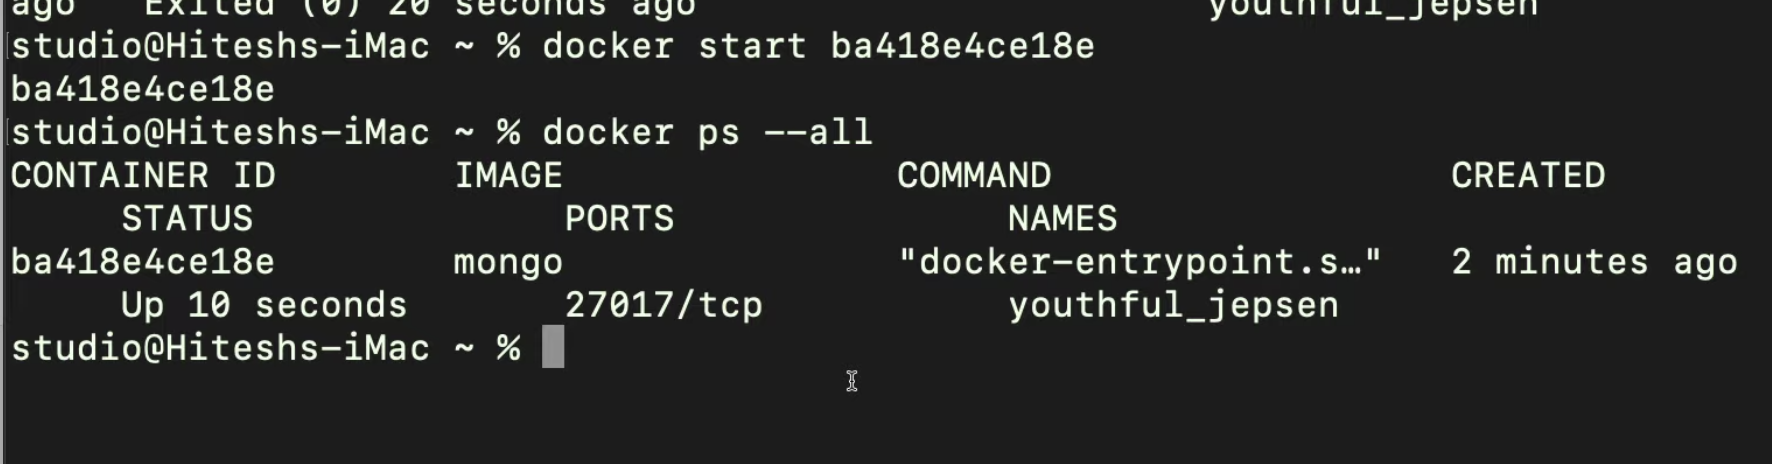 ago   Exited (0) 20 seconds ago                       youthful_jepsen
studio@Hiteshs-iMac ~ % docker start ba418e4ce18e
ba418e4ce18e
studio@Hiteshs-iMac ~ % docker ps --all
CONTAINER ID        IMAGE               COMMAND                  CREATED
     STATUS              PORTS               NAMES
ba418e4ce18e        mongo               "docker-entrypoint.s…"   2 minutes ago
     Up 10 seconds       27017/tcp           youthful_jepsen
studio@Hiteshs-iMac ~ %